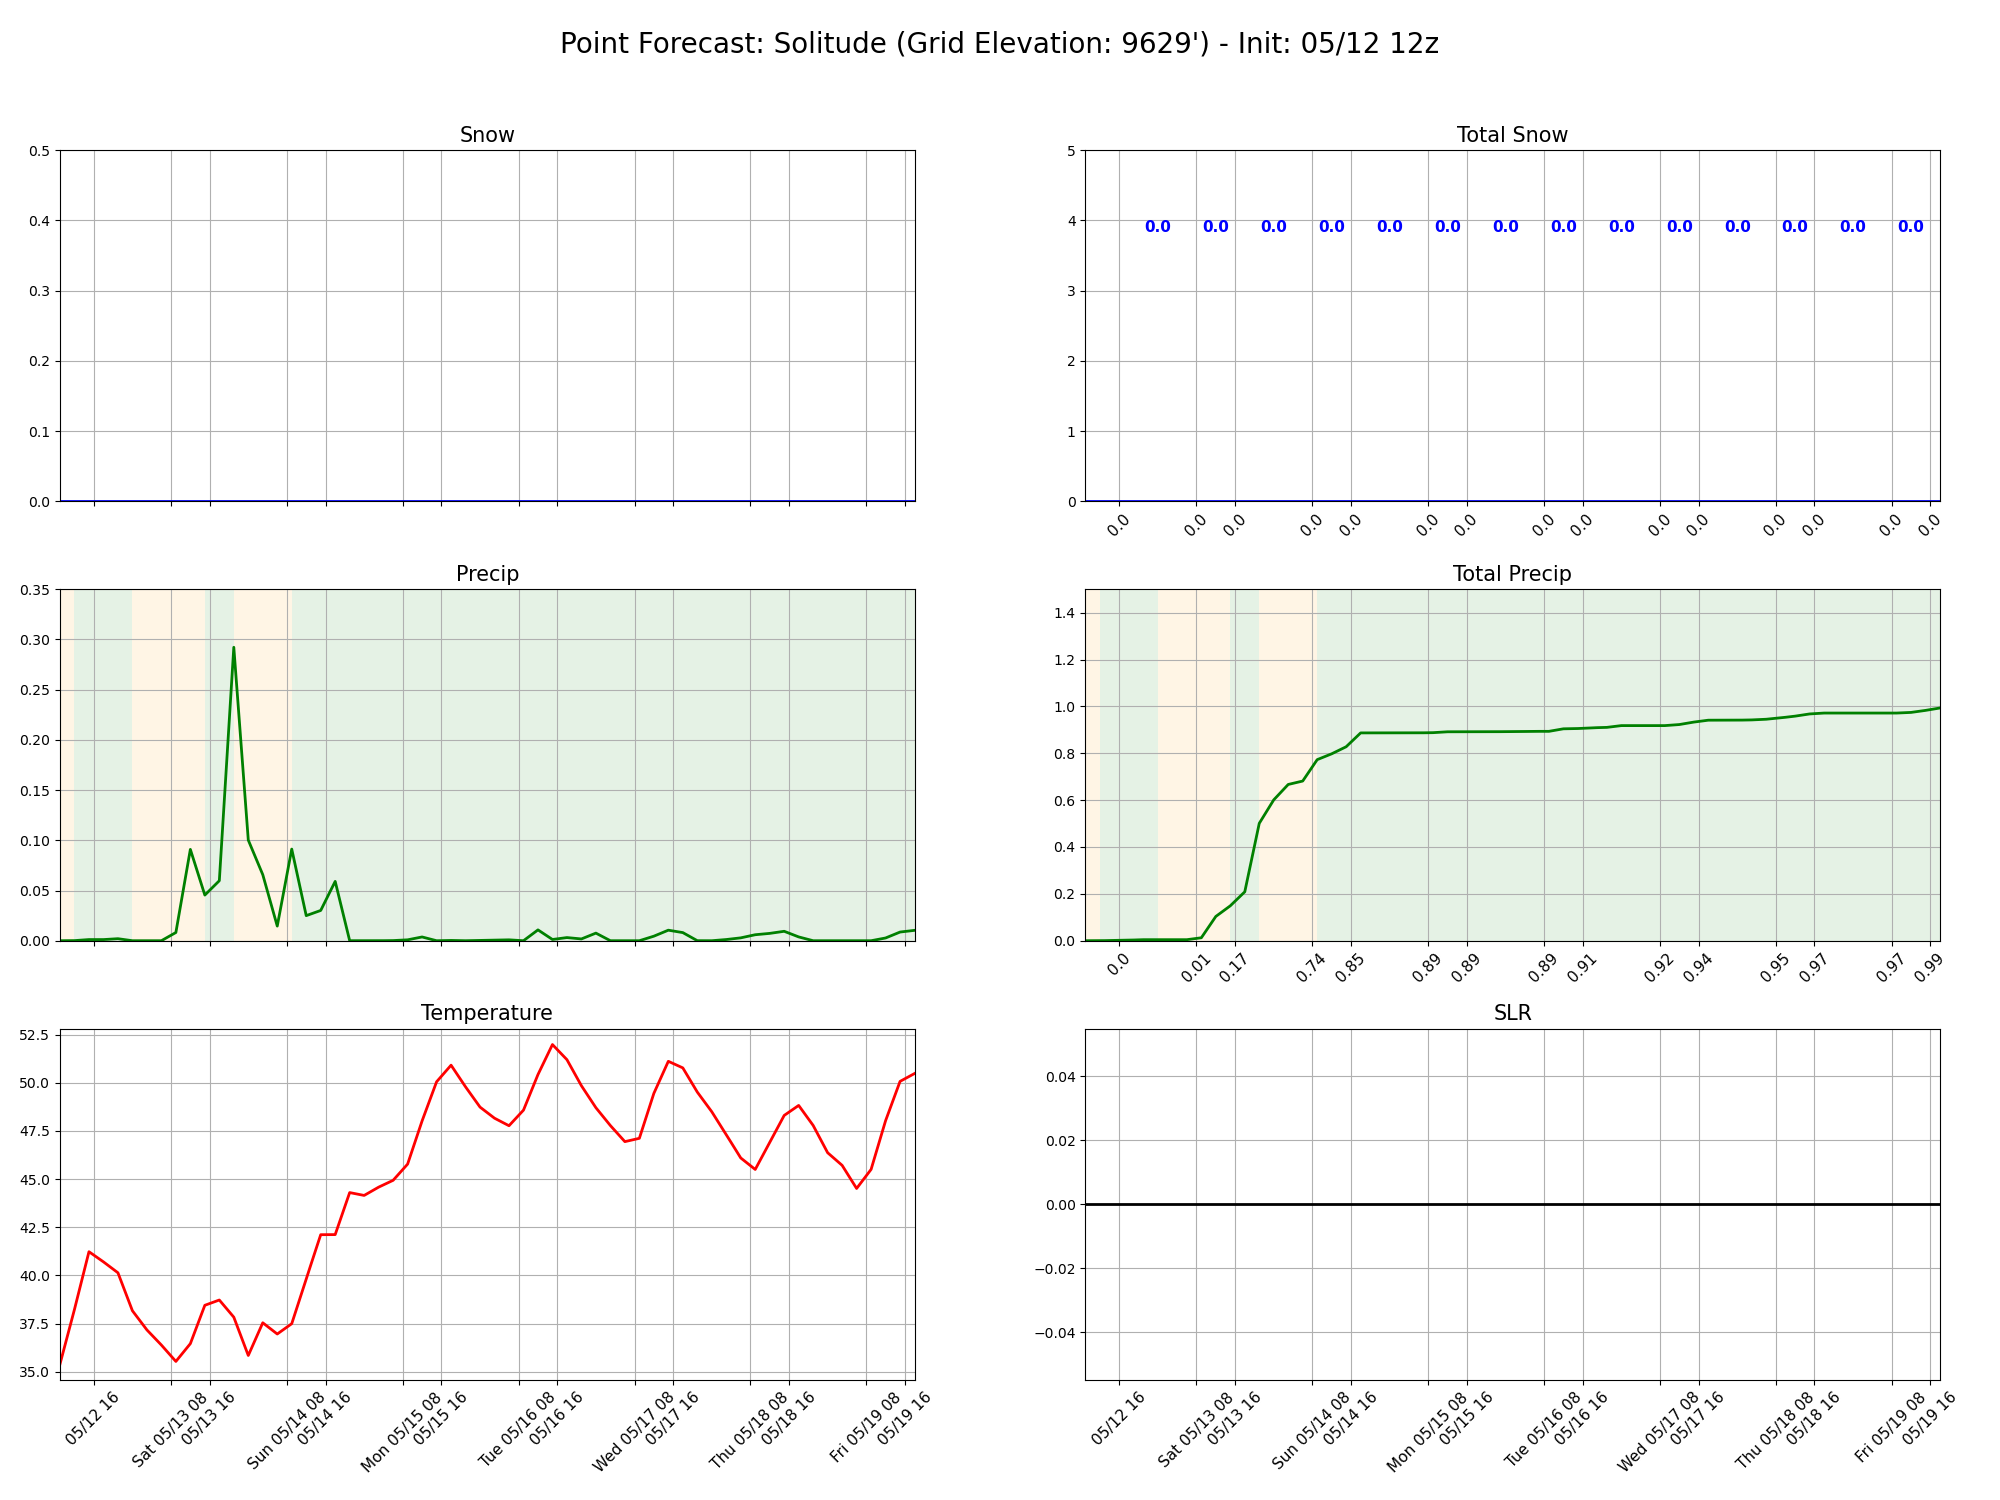 Point Forecast: Solitude (Grid Elevation: 9629') - Init: 05/12 12z
Snow
0.5
0.4
0.3
0.2
0.1
0.0
Total Snow
5
4
3
2
1
0
0.0 0.0 0.0 0.0 0.0 0.0 0.0 0.0 0.0 0.0 0.0 0.0 0.0 0.0
0.0 0.0 0.0 0.0 0.0 0.0 0.0 0.0 0.0 0.0 0.0 0.0 0.0 0.0 0.0
Precip
0.35
0.30
0.25
0.20
0.15
0.10
0.05
0.00
Total Precip
1.4
1.2
1.0
0.8
0.6
0.4
0.2
0.0
0.0 0.01 0.17 0.74 0.85 0.89 0.89 0.89 0.91 0.92 0.94 0.95 0.97 0.97 0.99
Temperature
52.5
50.0
47.5
45.0
42.5
40.0
37.5
35.0
05/12 16
Sat 05/13 08
05/13 16
Sun 05/14 08
05/14 16
Mon 05/15 08
05/15 16
Tue 05/16 08
05/16 16
Wed 05/17 08
05/17 16
Thu 05/18 08
05/18 16
Fri 05/19 08
05/19 16
SLR
0.04
0.02
0.00
−0.02
−0.04
05/12 16
Sat 05/13 08
05/13 16
Sun 05/14 08
05/14 16
Mon 05/15 08
05/15 16
Tue 05/16 08
05/16 16
Wed 05/17 08
05/17 16
Thu 05/18 08
05/18 16
Fri 05/19 08
05/19 16